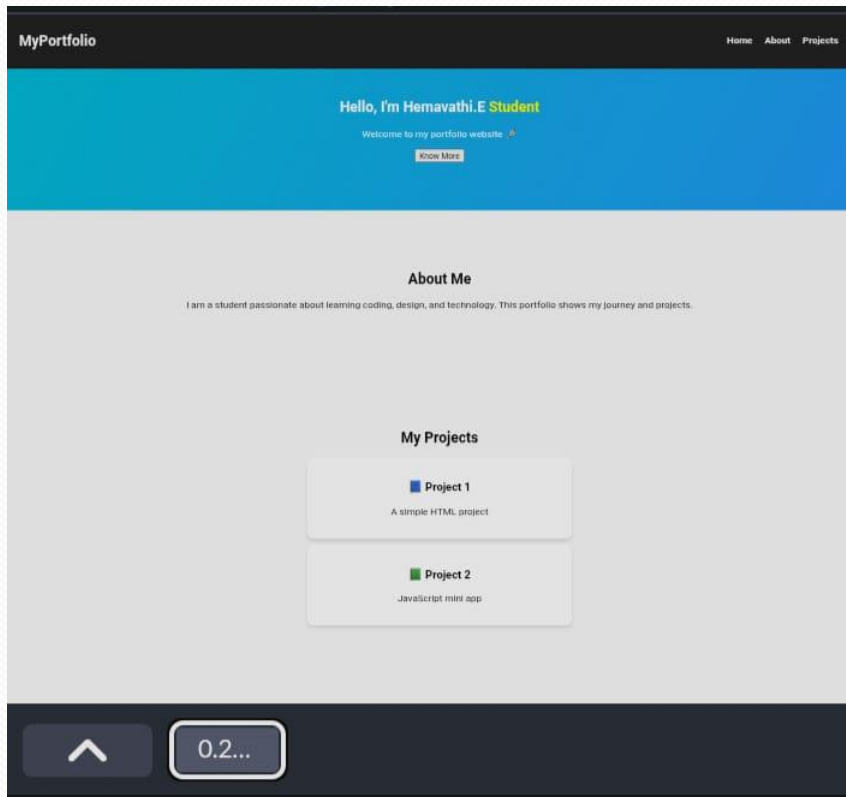 MyPortfolio
Home About Projects
Hello, I'm Hemavathi.E Student
Welcome to my portfolio website
Know More
About Me
I am a student passionate about learning coding, design, and technology. This portfolio shows my journey and projects.
My Projects
Project 1
A simple HTML project
Project 2
JavaScript mini app
0.2...